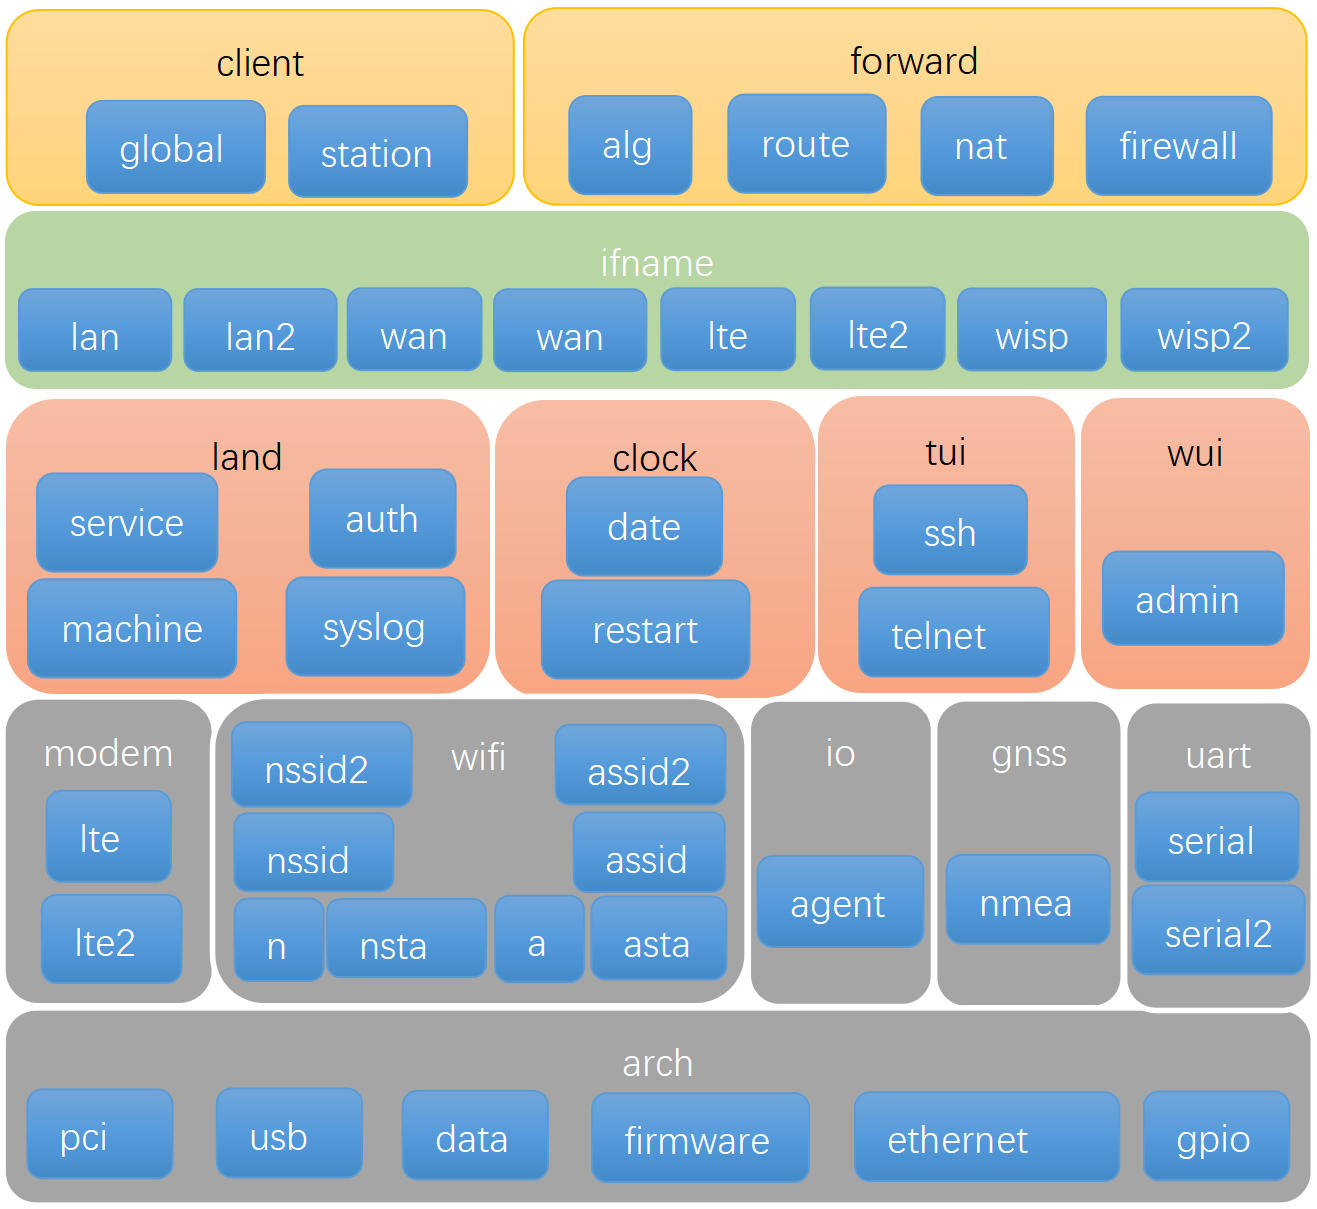 client
global
station
forward
alg
route
nat
firewall
ifname
lan
lan2
wan
wan
lte
lte2
wisp
wisp2
land
service
auth
machine
syslog
clock
date
restart
tui
ssh
telnet
wui
admin
modem
lte
lte2
wifi
nssid2
assid2
nssid
assid
n
nsta
a
asta
io
agent
gnss
nmea
uart
serial
serial2
arch
pci
usb
data
firmware
ethernet
gpio